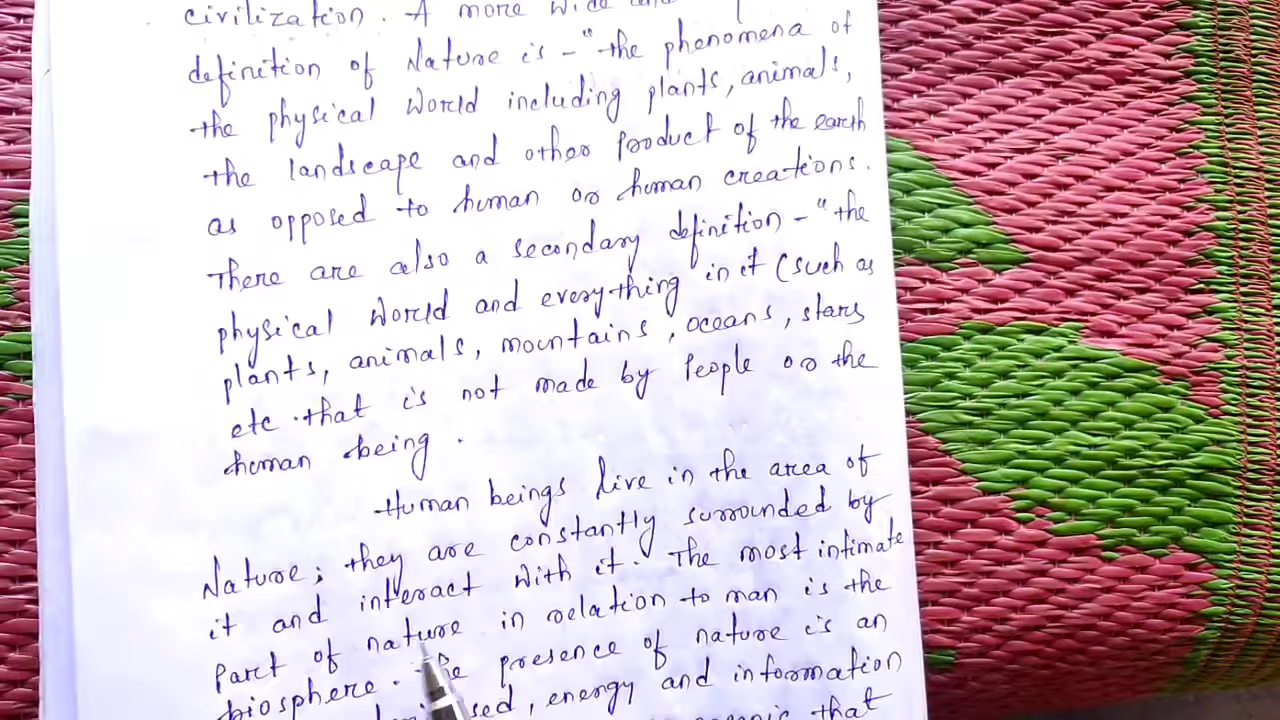 civilization. A more wide
definition of Nature is - "the phenomena of
the physical World including plants, animals,
the landscape and other product of the earth
as opposed to human or human creations.
There are also a secondary definition - "the
physical World and everything in it (such as
plants, animals, mountains, oceans, stars
etc. that is not made by People or the
human being.
Human beings live in the area of
Nature; they are constantly surrounded by
it and interact with it. The most intimate
Part of nature in relation to man is the
biosphere. The presence of nature is an
energy and information
that